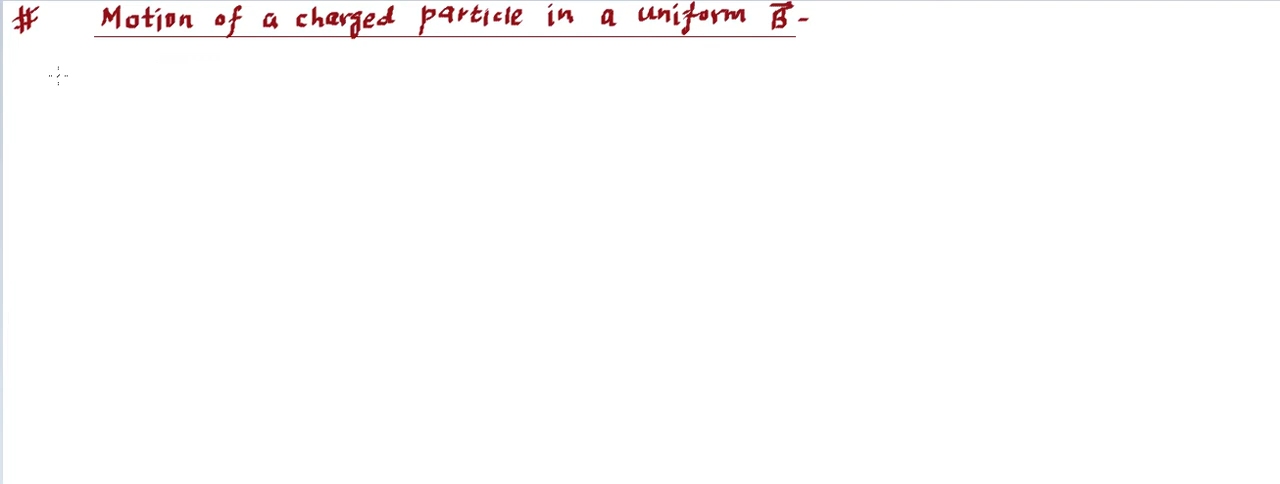 # Motion of a charged particle in a uniform B⃗ -